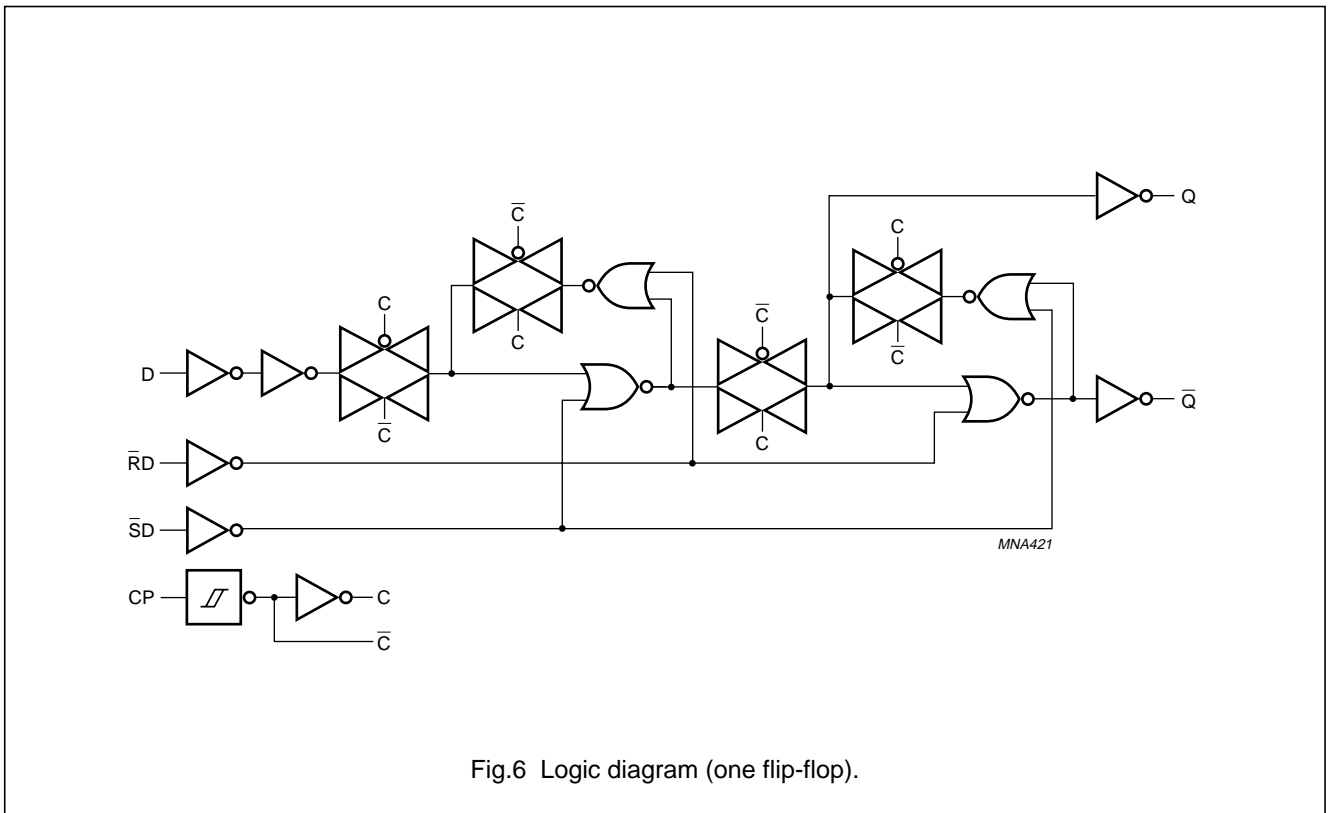 Q
C̅
C
C
C̅
C
C̅
C
C̅
D
Q̅
C
R̅D
S̅D
MNA421
CP
C
C̅
Fig.6 Logic diagram (one flip-flop).